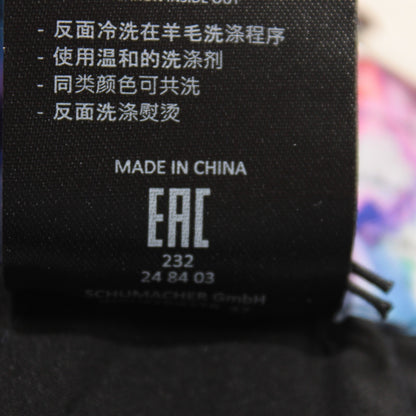 INSIDE OUT
- 反面冷洗在羊毛洗涤程序
- 使用温和的洗涤剂
- 同类颜色可共洗
- 反面洗涤熨烫
MADE IN CHINA
EAC
232
24 84 03
SCHUMACHER GmbH